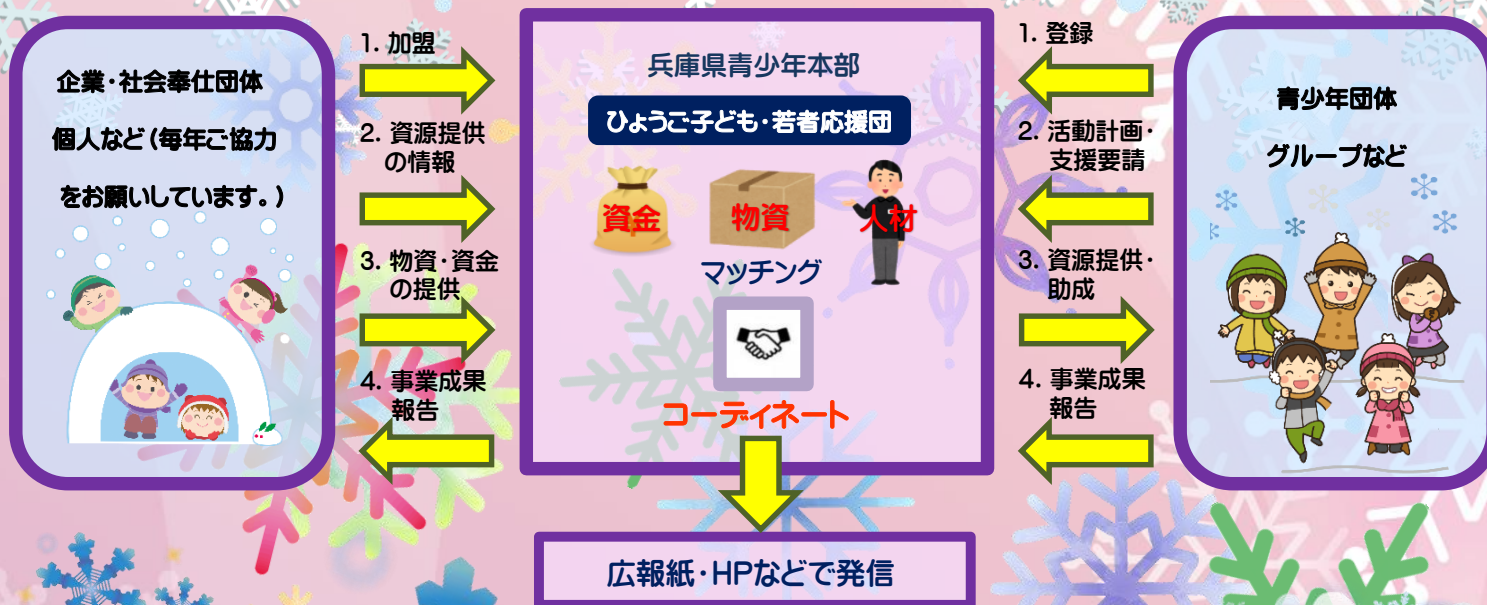 企業・社会奉仕団体
個人など（毎年ご協力
をお願いしています。）
1. 加盟
2. 資源提供
の情報
3. 物資・資金
の提供
4. 事業成果
報告
兵庫県青少年本部
ひょうご子ども・若者応援団
資金
物資
人材
マッチング
コーディネート
広報紙・HPなどで発信
1. 登録
2. 活動計画・
支援要請
3. 資源提供・
助成
4. 事業成果
報告
青少年団体
グループなど